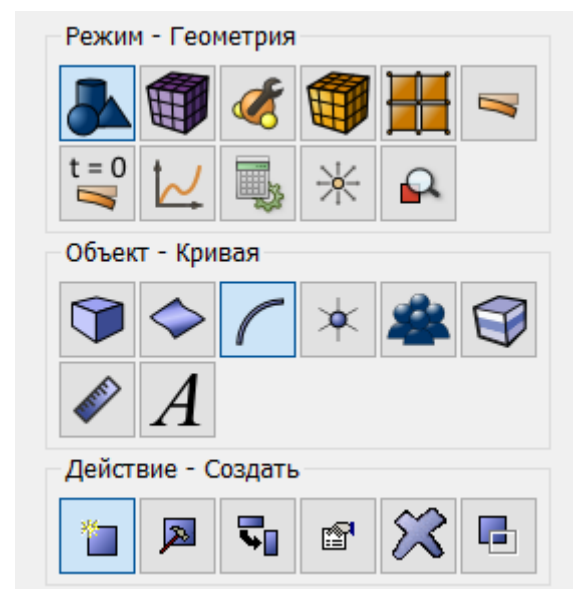 Режим - Геометрия
t = 0
Объект - Кривая
A
Действие - Создать